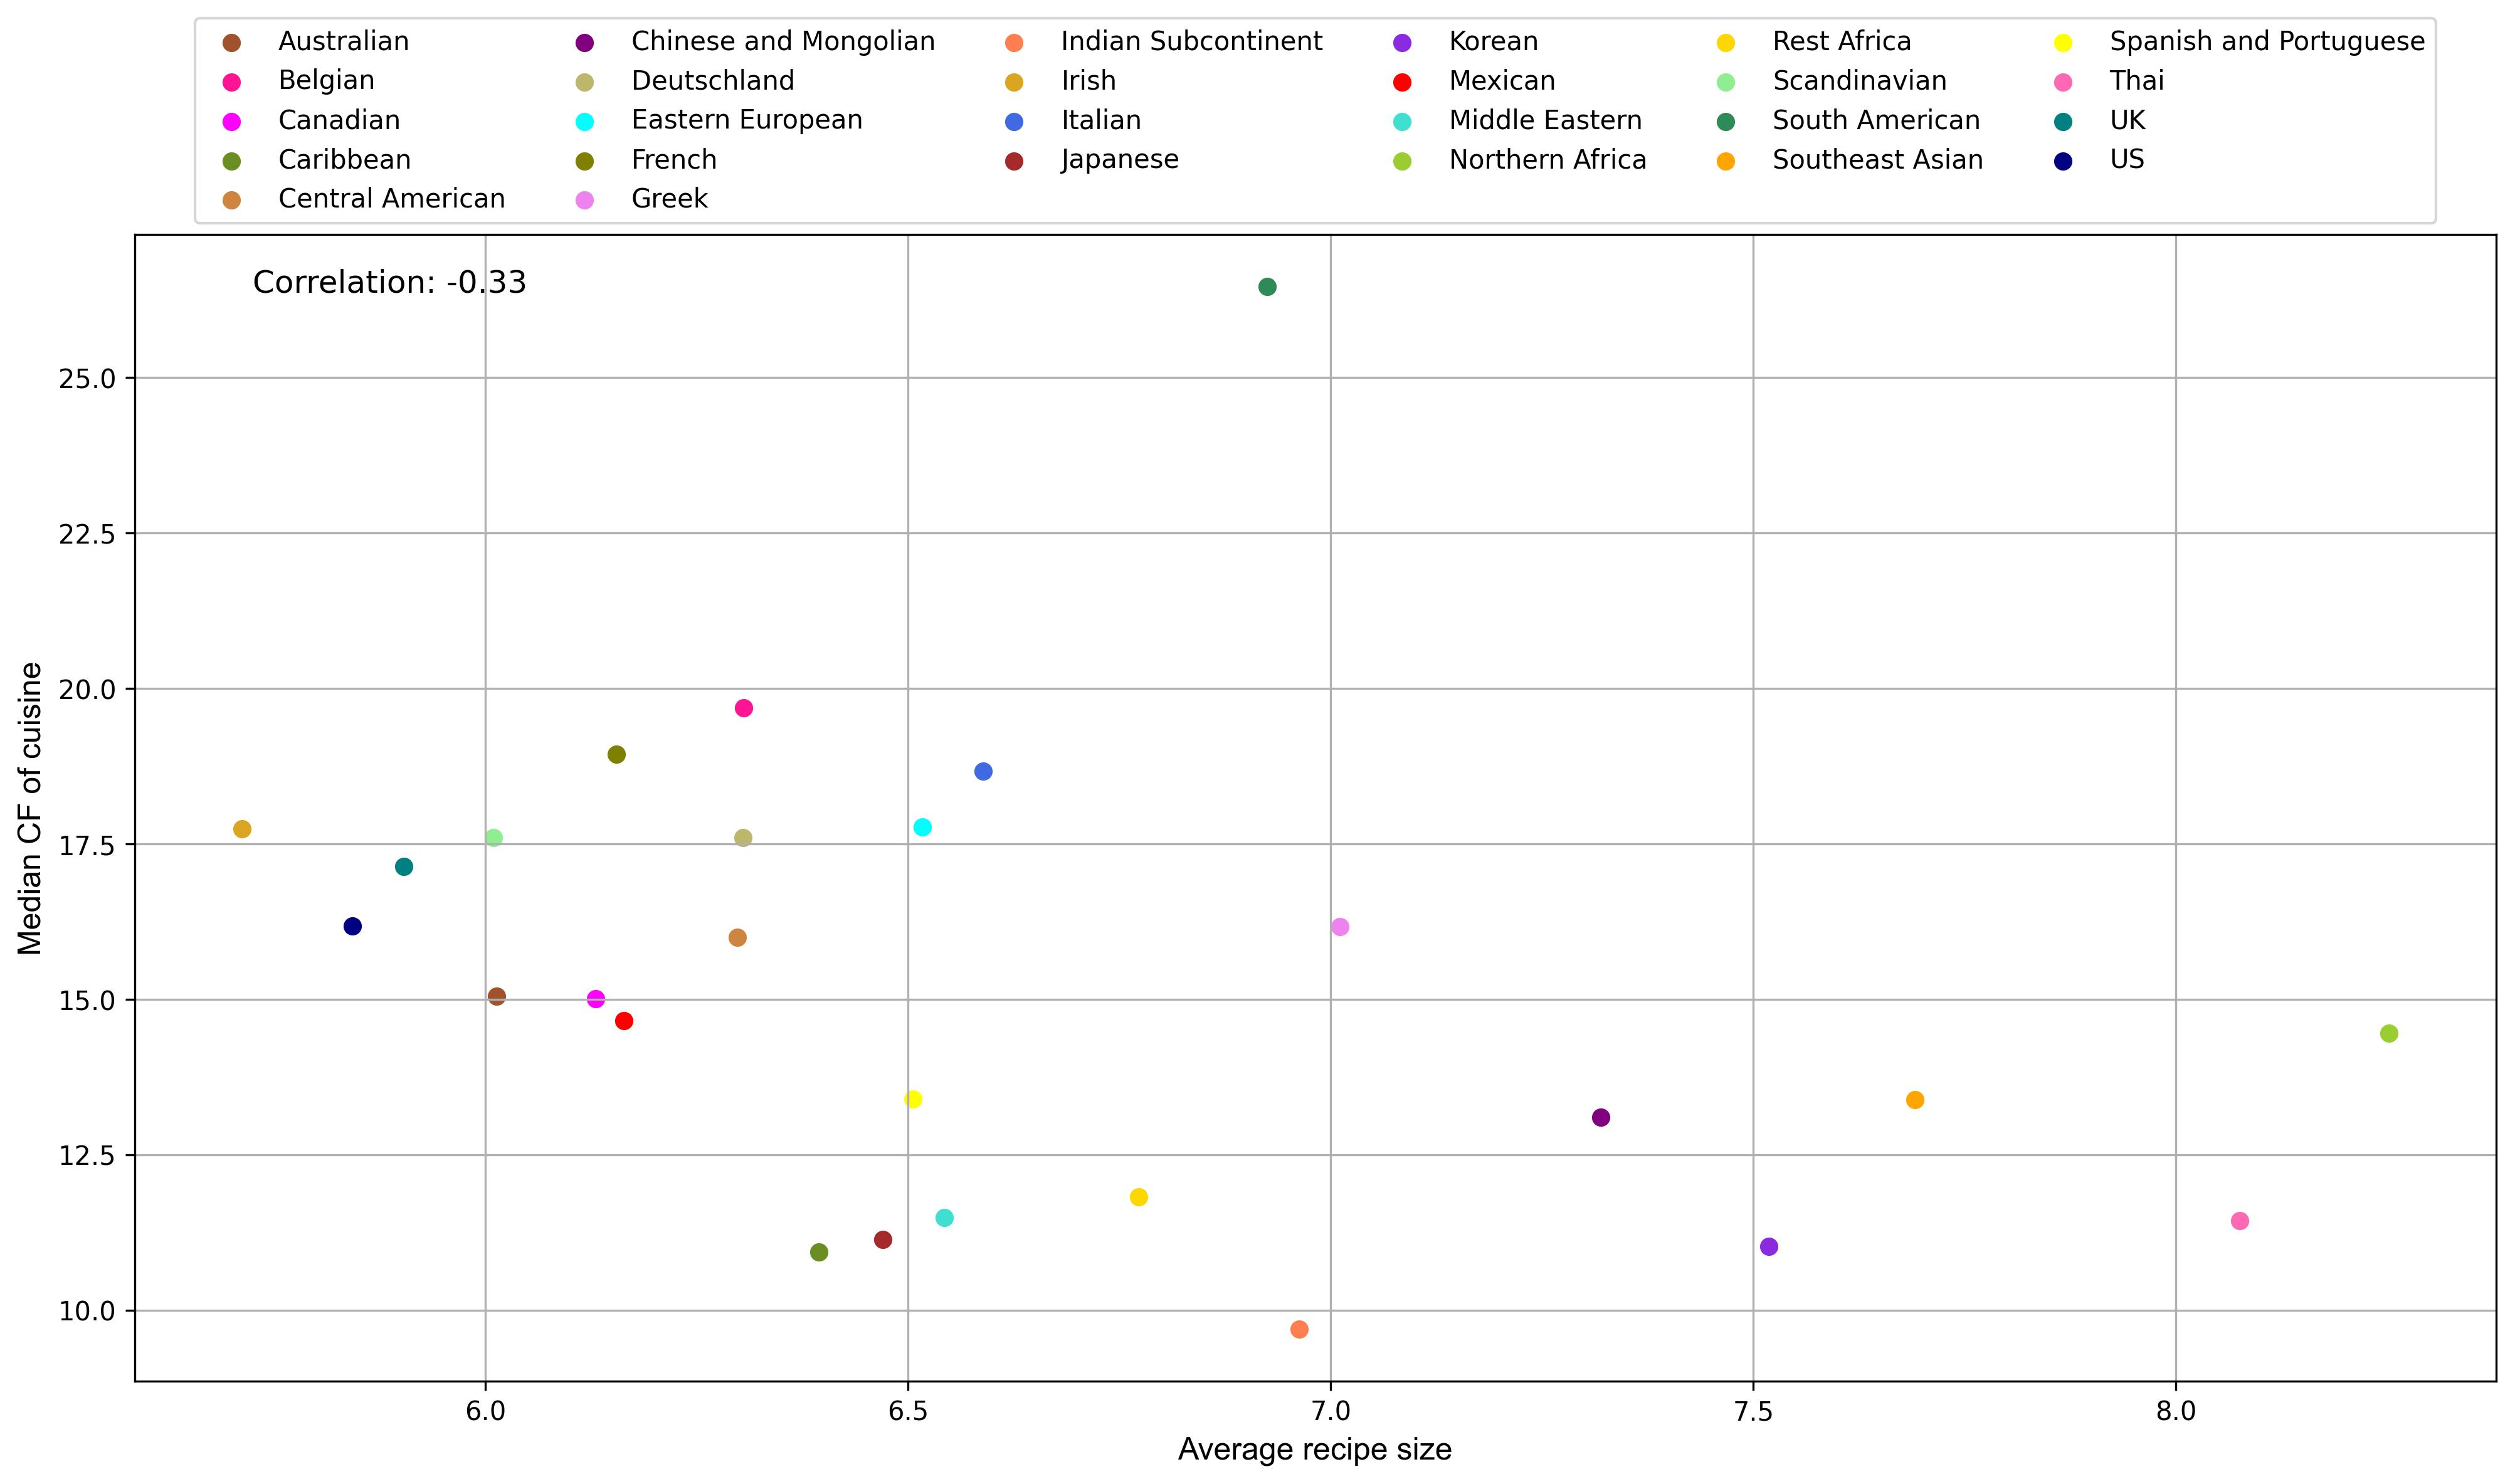 Australian
Belgian
Canadian
Caribbean
Central American
Chinese and Mongolian
Deutschland
Eastern European
French
Greek
Indian Subcontinent
Irish
Italian
Japanese
Korean
Mexican
Middle Eastern
Northern Africa
Rest Africa
Scandinavian
South American
Southeast Asian
Spanish and Portuguese
Thai
UK
US
Correlation: -0.33
25.0
22.5
20.0
17.5
15.0
12.5
10.0
Median CF of cuisine
6.0
6.5
7.0
7.5
8.0
Average recipe size